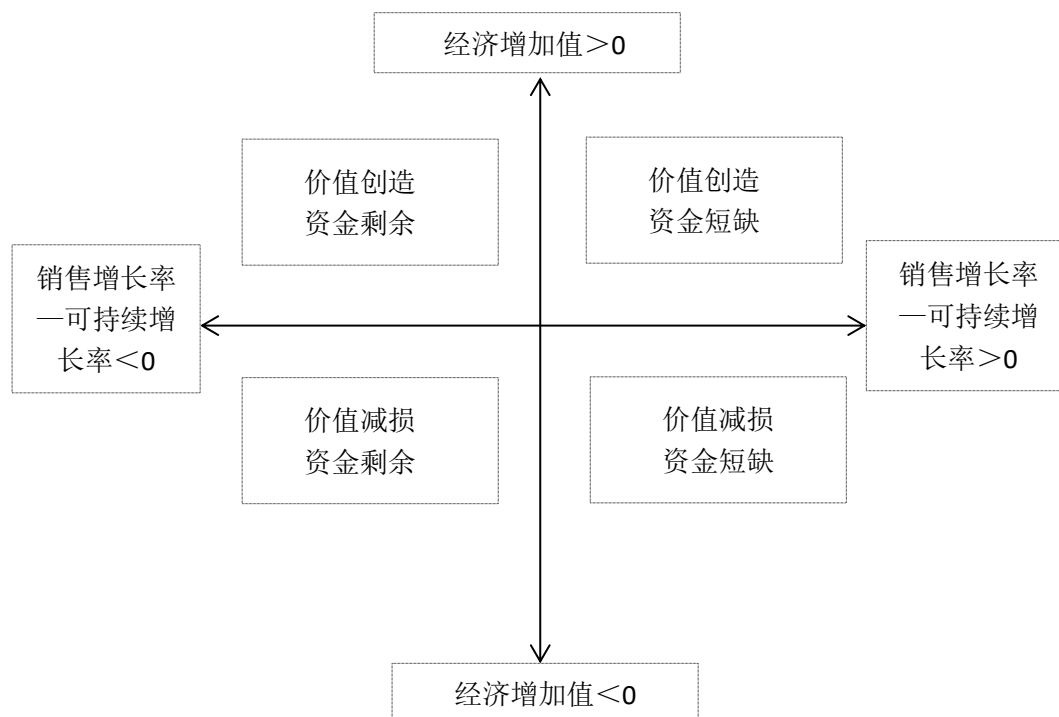 经济增加值＞0
价值创造
资金剩余
价值创造
资金短缺
销售增长率
—可持续增
长率＜0
销售增长率
—可持续增
长率＞0
价值减损
资金剩余
价值减损
资金短缺
经济增加值＜0